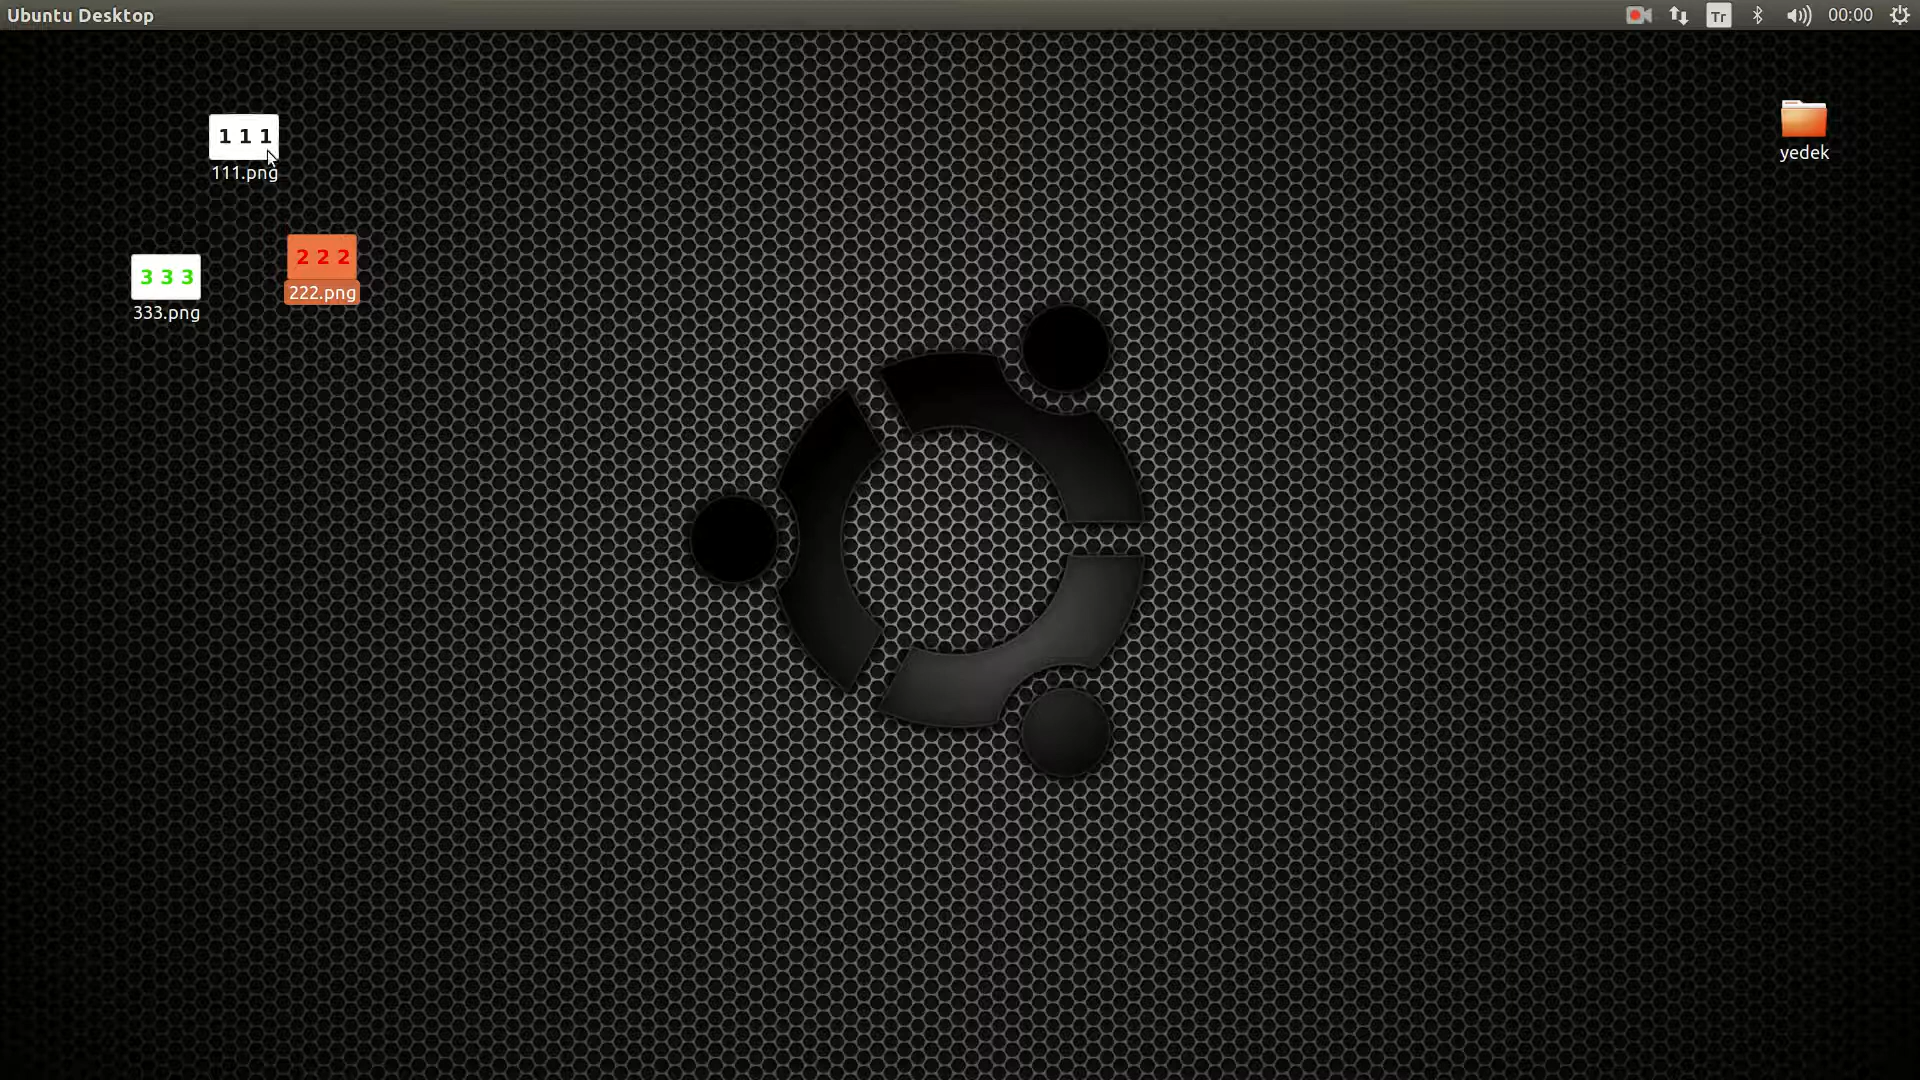 Ubuntu Desktop
Tr
00:00
1 1 1
111.png
yedek
2 2 2
222.png
3 3 3
333.png